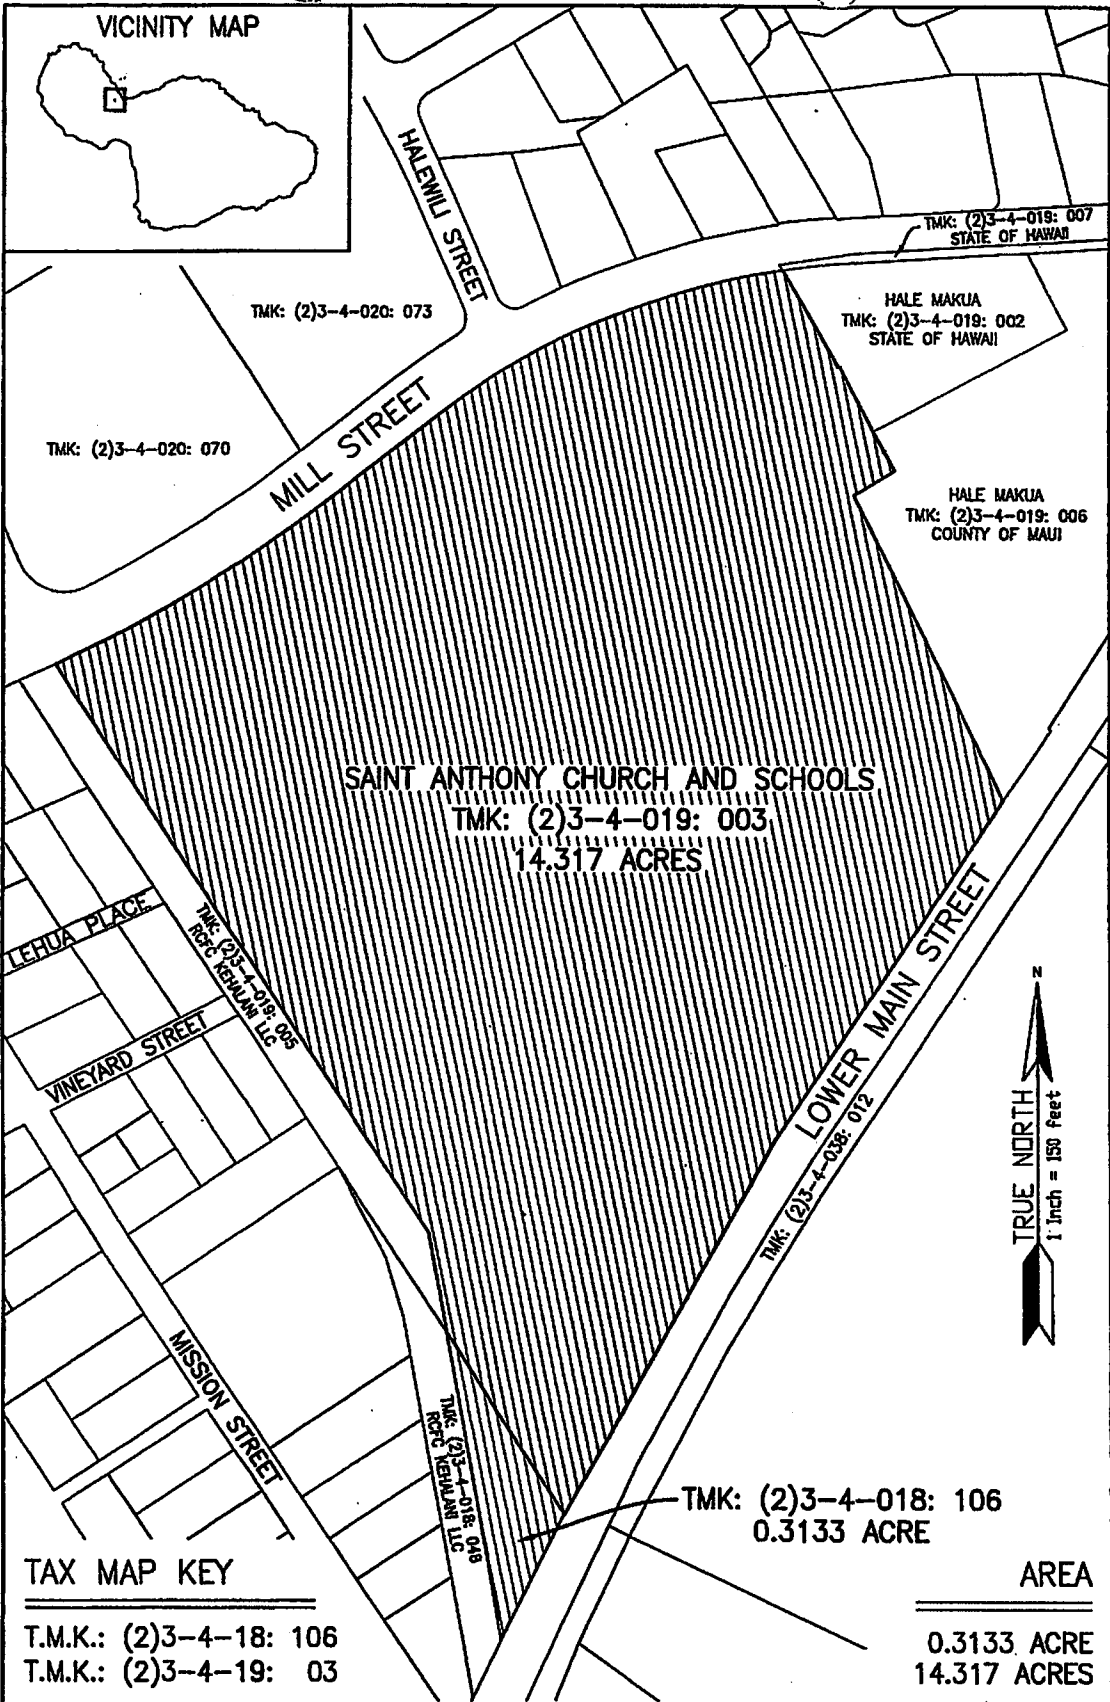 VICINITY MAP
HALEWILI STREET
TMK: (2)3-4-019: 007
STATE OF HAWAII
TMK: (2)3-4-020: 073
HALE MAKUA
TMK: (2)3-4-019: 002
STATE OF HAWAII
MILL STREET
TMK: (2)3-4-020: 070
HALE MAKUA
TMK: (2)3-4-019: 006
COUNTY OF MAUI
SAINT ANTHONY CHURCH AND SCHOOLS
TMK: (2)3-4-019: 003
14.317 ACRES
LEHUA PLACE
TMK: (2)3-4-019: 005
RCFC KEHALANI LLC
VINEYARD STREET
LOWER MAIN STREET
TMK: (2)3-4-038: 012
N
TRUE NORTH
1 Inch = 150 feet
MISSION STREET
TMK: (2)3-4-018: 048
RCFC KEHALANI LLC
TMK: (2)3-4-018: 106
0.3133 ACRE
TAX MAP KEY
T.M.K.: (2)3-4-18: 106
T.M.K.: (2)3-4-19: 03
AREA
0.3133 ACRE
14.317 ACRES